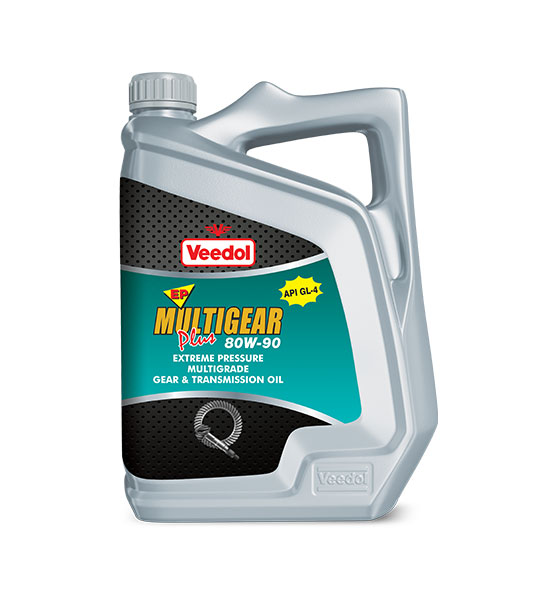 Veedol
EP
API GL-4
MULTIGEAR
Plus 80W-90
EXTREME PRESSURE
MULTIGRADE
GEAR & TRANSMISSION OIL
Veedol